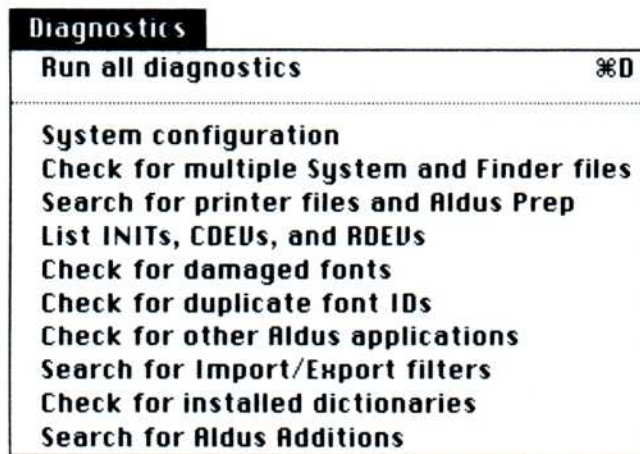 Diagnostics
Run all diagnostics ⌘D
System configuration
Check for multiple System and Finder files
Search for printer files and Aldus Prep
List INITs, CDEVs, and RDEVs
Check for damaged fonts
Check for duplicate font IDs
Check for other Aldus applications
Search for Import/Export filters
Check for installed dictionaries
Search for Aldus Additions